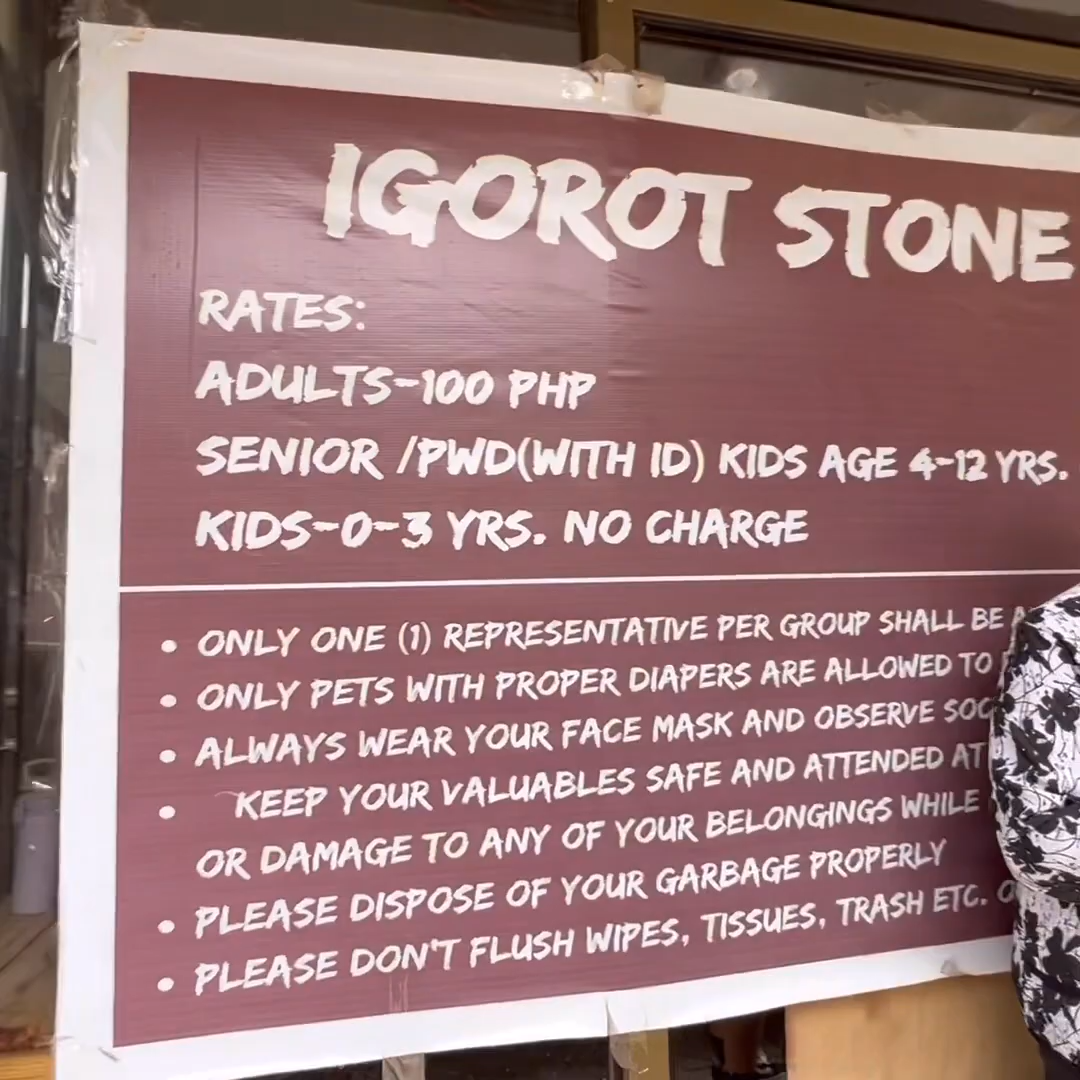 IGOROT STONE
RATES:
ADULTS-100 PHP
SENIOR /PWD(WITH ID) KIDS AGE 4-12 YRS.
KIDS-0-3 YRS. NO CHARGE
• ONLY ONE (1) REPRESENTATIVE PER GROUP SHALL BE
• ONLY PETS WITH PROPER DIAPERS ARE ALLOWED TO
• ALWAYS WEAR YOUR FACE MASK AND OBSERVE
• KEEP YOUR VALUABLES SAFE AND ATTENDED AT
OR DAMAGE TO ANY OF YOUR BELONGINGS WHILE
• PLEASE DISPOSE OF YOUR GARBAGE PROPERLY
• PLEASE DON'T FLUSH WIPES, TISSUES, TRASH ETC.